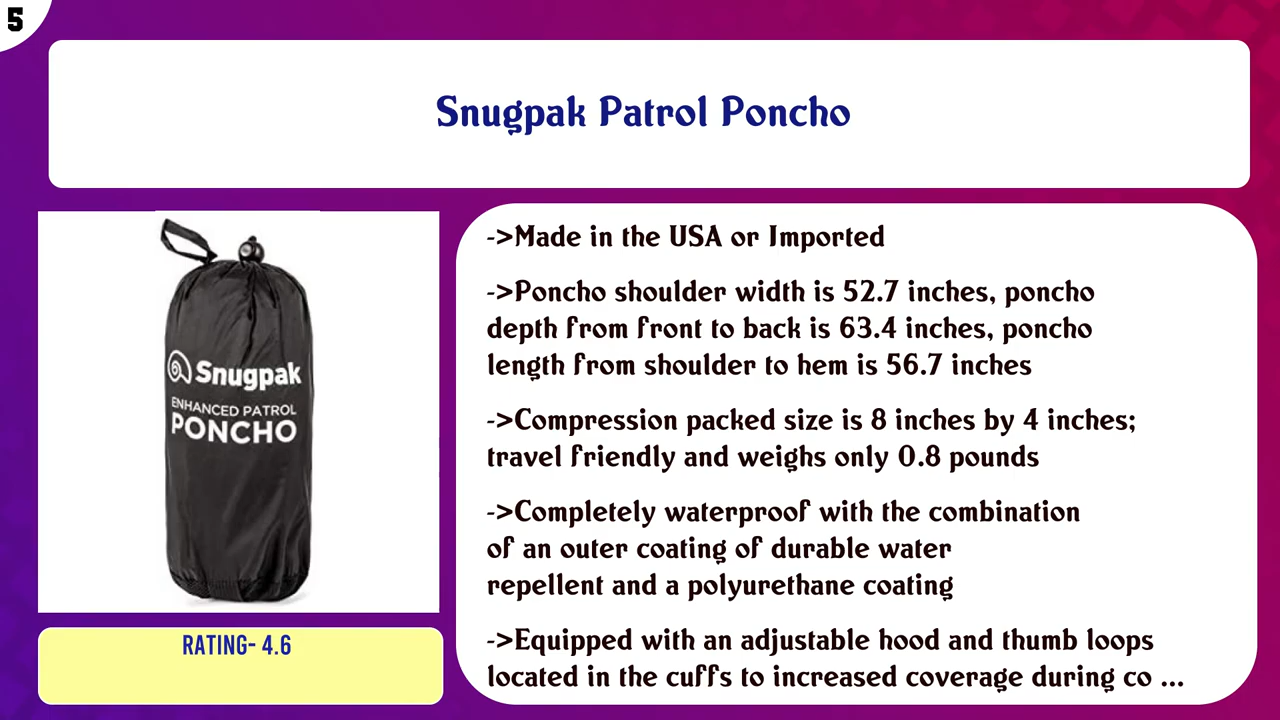 5
Snugpak Patrol Poncho
Snugpak
ENHANCED PATROL
PONCHO
RATING- 4.6
->Made in the USA or Imported
->Poncho shoulder width is 52.7 inches, poncho
depth from front to back is 63.4 inches, poncho
length from shoulder to hem is 56.7 inches
->Compression packed size is 8 inches by 4 inches;
travel friendly and weighs only 0.8 pounds
->Completely waterproof with the combination
of an outer coating of durable water
repellent and a polyurethane coating
->Equipped with an adjustable hood and thumb loops
located in the cuffs to increased coverage during co ...